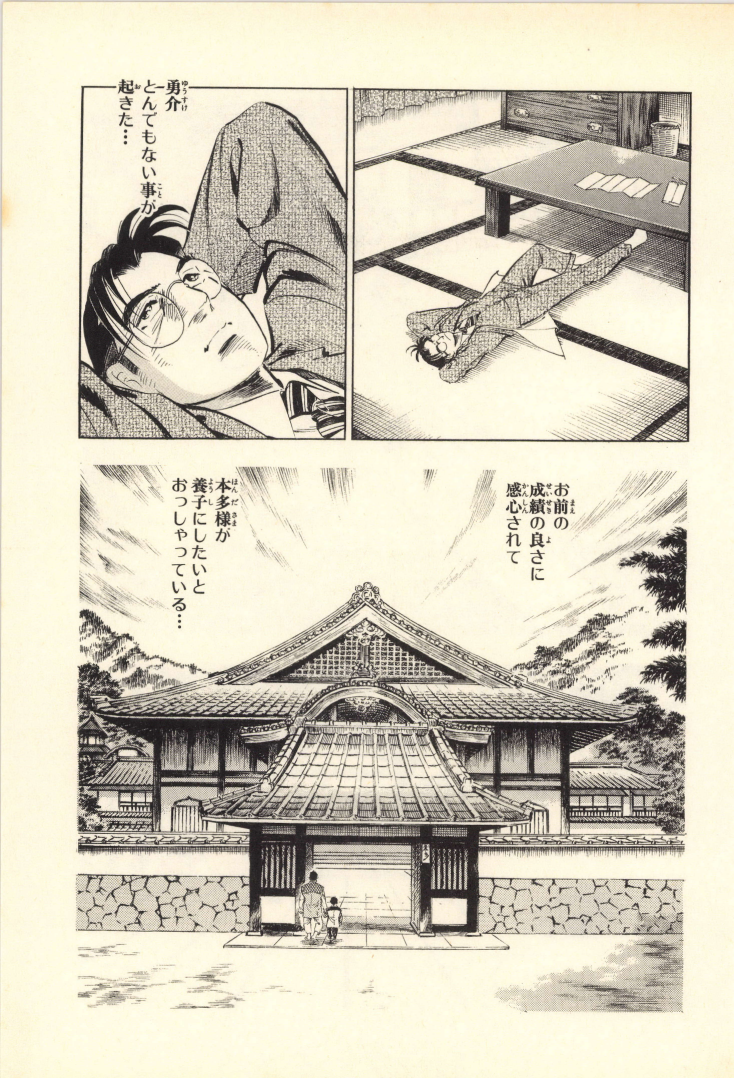 勇介
とんでもない事が
起きた…
お前の
成績の良さに
感心されて
本多様が
養子にしたいと
おっしゃっている…